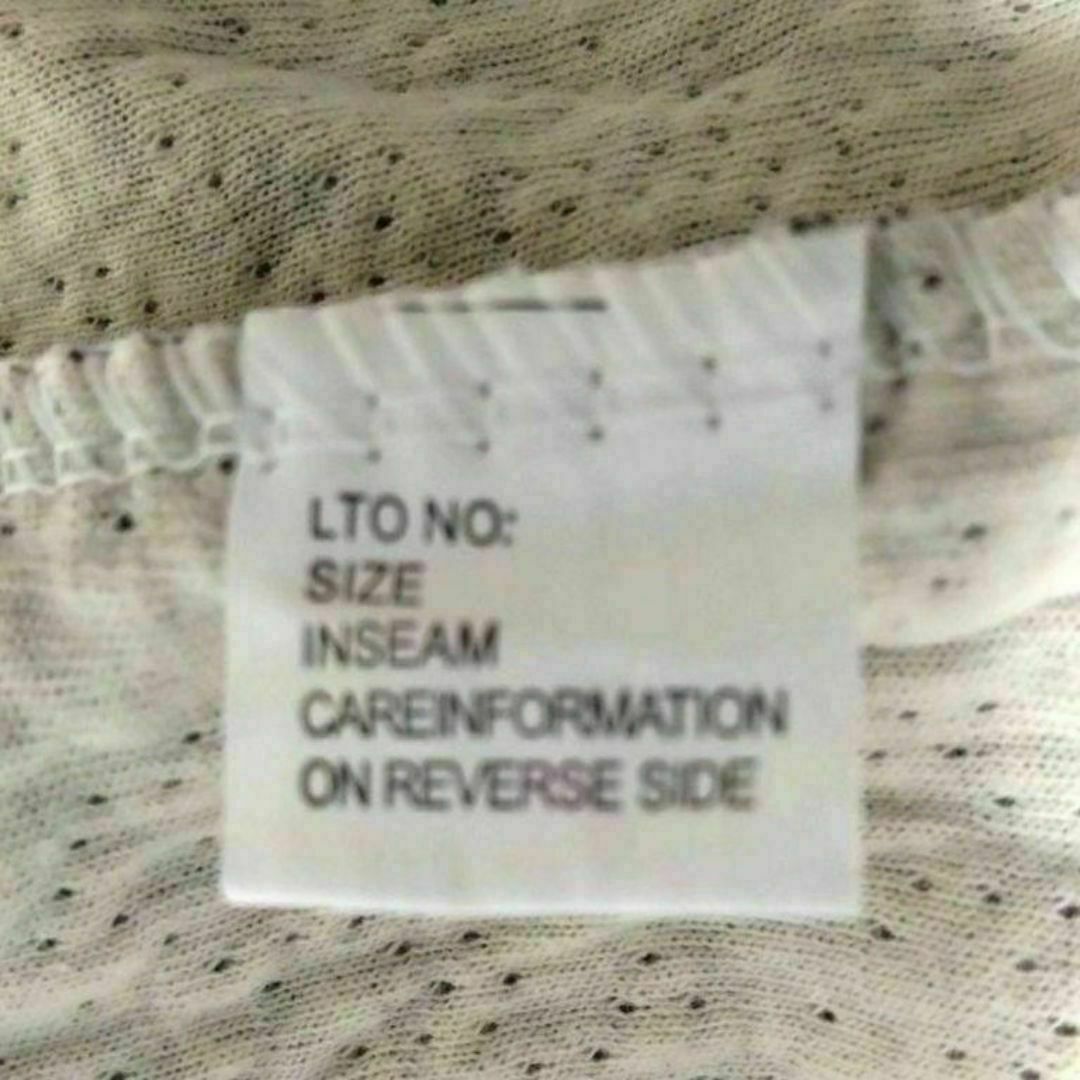 LTO NO:
SIZE
INSEAM
CAREINFORMATION
ON REVERSE SIDE